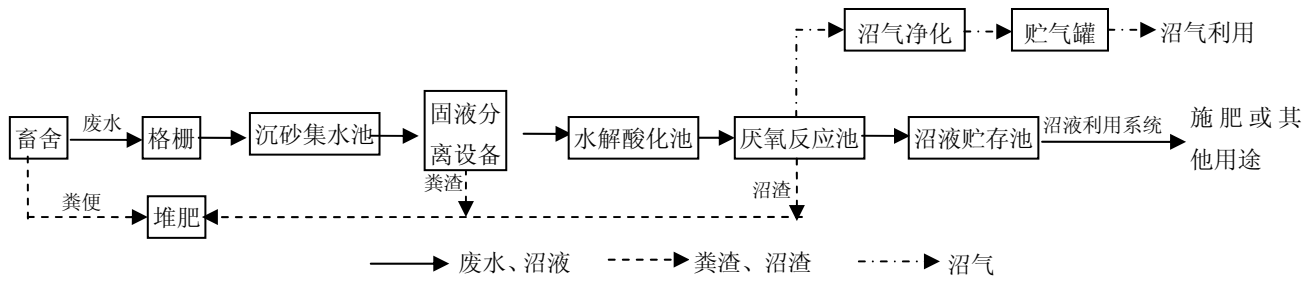 沼气净化
贮气罐
沼气利用
畜舍
废水
格栅
沉砂集水池
固液分
离设备
水解酸化池
厌氧反应池
沼液贮存池
沼液利用系统
施肥或其
他用途
粪渣
沼渣
粪便
堆肥
废水、沼液
粪渣、沼渣
沼气